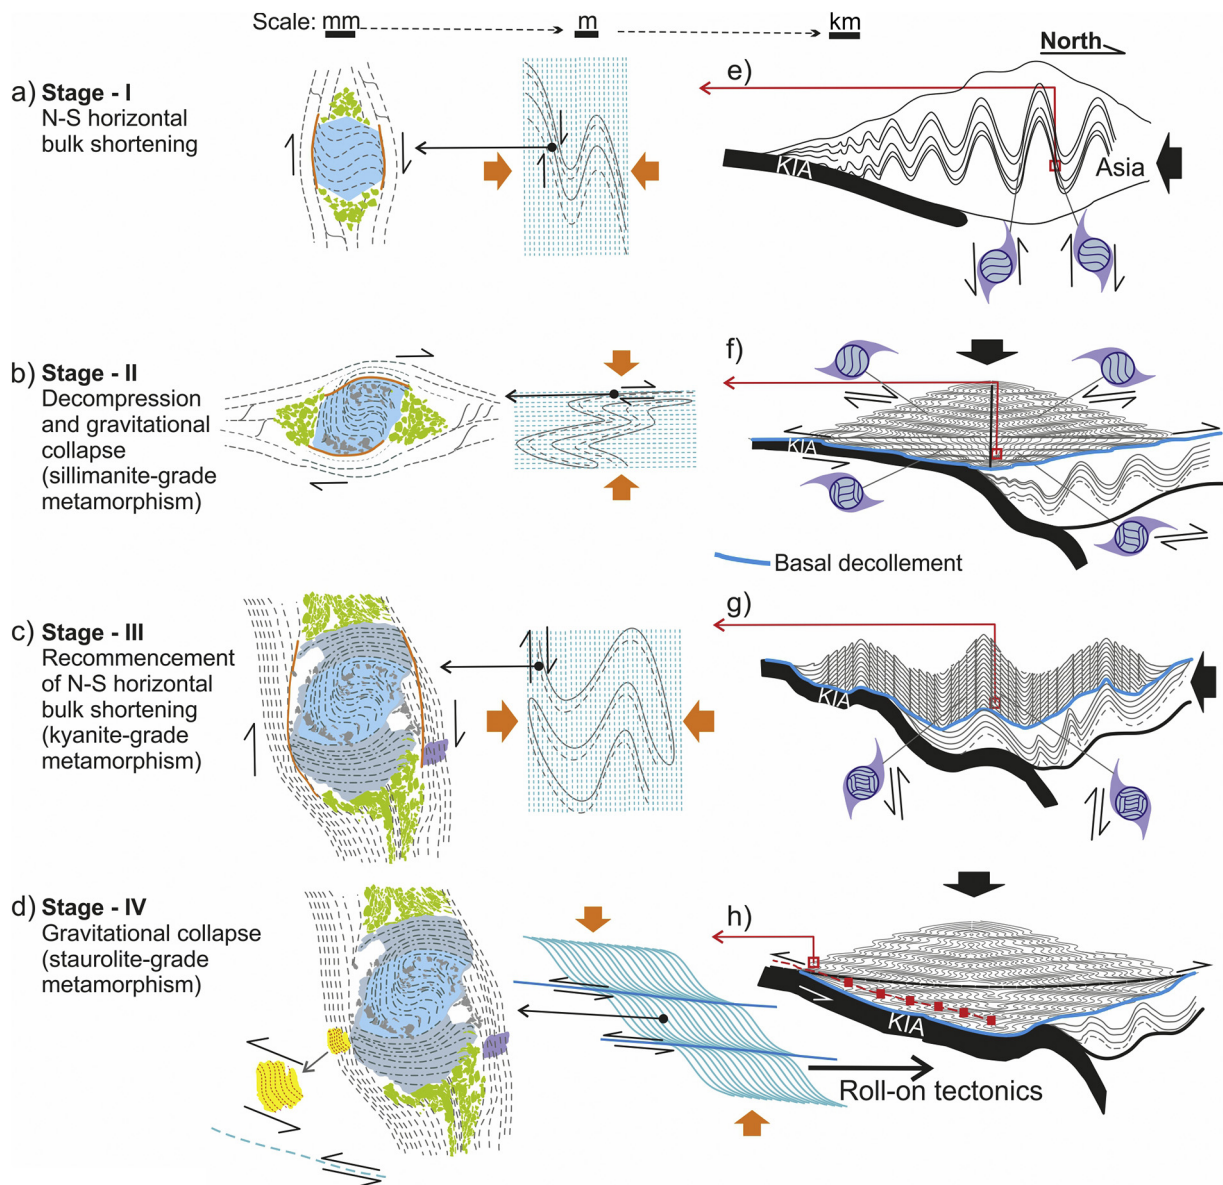 Scale: mm m km
North
a) Stage - I
N-S horizontal
bulk shortening
e)
KIA
Asia
b) Stage - II
Decompression
and gravitational
collapse
(sillimanite-grade
metamorphism)
f)
KIA
Basal decollement
c) Stage - III
Recommencement
of N-S horizontal
bulk shortening
(kyanite-grade
metamorphism)
g)
KIA
d) Stage - IV
Gravitational collapse
(staurolite-grade
metamorphism)
h)
KIA
Roll-on tectonics